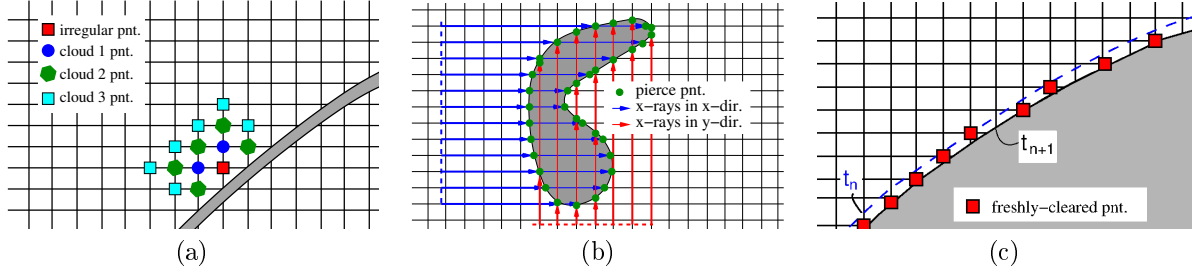 irregular pnt.
cloud 1 pnt.
cloud 2 pnt.
cloud 3 pnt.
(a)
pierce pnt.
x-rays in x-dir.
x-rays in y-dir.
(b)
t_{n+1}
t_n
freshly-cleared pnt.
(c)